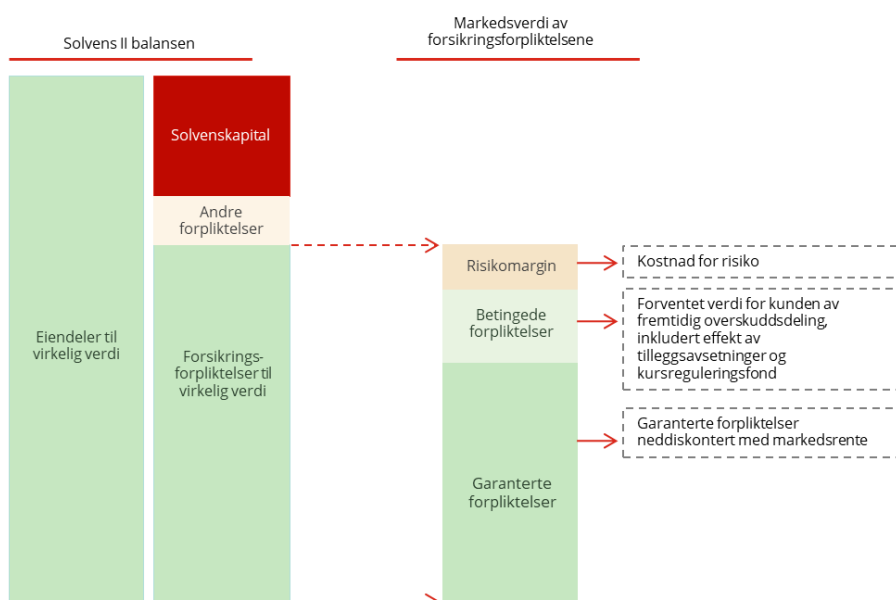 Solvens II balansen
Markedsverdi av
forsikringsforpliktelsene
Solvenskapital
Andre
forpliktelser
Eiendeler til
virkelig verdi
Forsikrings-
forpliktelser til
virkelig verdi
Risikomargin
Betingede
forpliktelser
Garanterte
forpliktelser
Kostnad for risiko
Forventet verdi for kunden av
fremtidig overskuddsdeling,
inkludert effekt av
tilleggsavsetninger og
kursreguleringsfond
Garanterte forpliktelser
neddiskontert med markedsrente